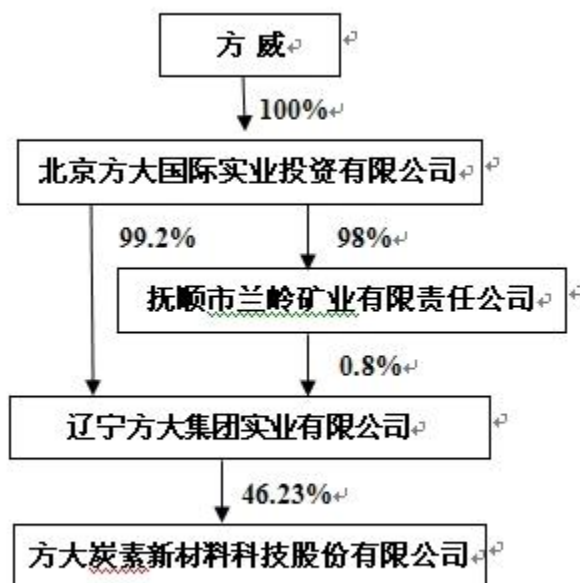 方 威
100%
北京方大国际实业投资有限公司
99.2% 98%
抚顺市兰岭矿业有限责任公司
0.8%
辽宁方大集团实业有限公司
46.23%
方大炭素新材料科技股份有限公司